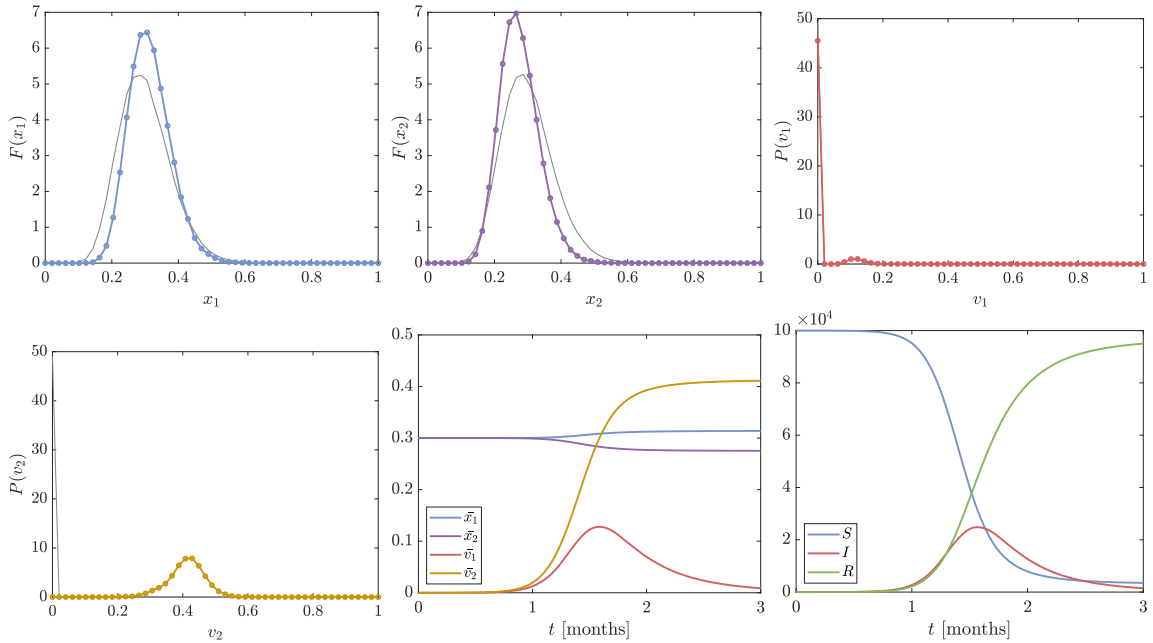 F(x₁)
7
6
5
4
3
2
1
0
0 0.2 0.4 0.6 0.8 1
x₁
F(x₂)
7
6
5
4
3
2
1
0
0 0.2 0.4 0.6 0.8 1
x₂
P(v₁)
50
40
30
20
10
0
0 0.2 0.4 0.6 0.8 1
v₁
P(v₂)
50
40
30
20
10
0
0 0.2 0.4 0.6 0.8 1
v₂
0.5
0.4
0.3
0.2
0.1
0
x̄₁
x̄₂
v̄₁
v̄₂
0 1 2 3
t [months]
×10⁴
10
8
6
4
2
0
S
I
R
0 1 2 3
t [months]